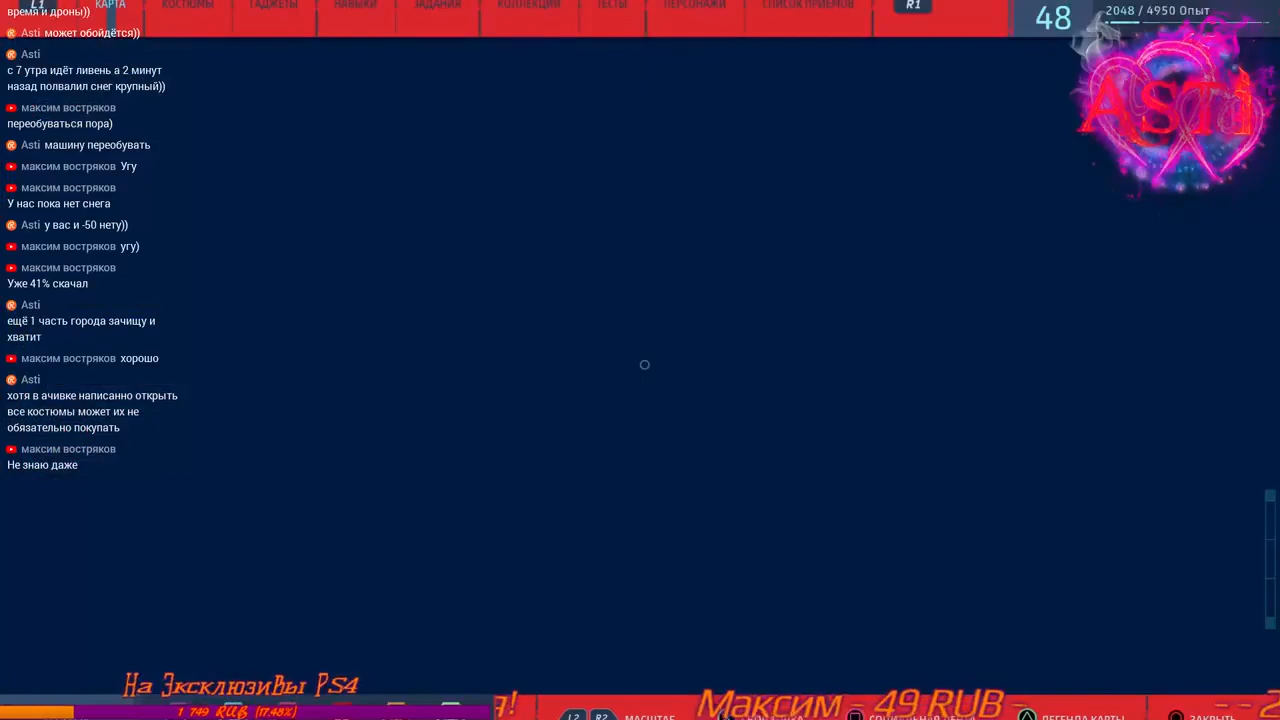 L1 КАРТА КОСТЮМЫ ГАДЖЕТЫ НАВЫКИ ЗАДАНИЯ КОЛЛЕКЦИИ ТЕСТЫ ПЕРСОНАЖИ СПИСОК ПРИЕМОВ R1
48 2048 / 4950 Опыт
ASTi
время и дроны))
Asti может обойдётся))
Asti
с 7 утра идёт ливень а 2 минут
назад полвалил снег крупный))
максим востряков
переобуваться пора)
Asti машину переобувать
максим востряков Угу
максим востряков
У нас пока нет снега
Asti у вас и -50 нету))
максим востряков угу)
максим востряков
Уже 41% скачал
Asti
ещё 1 часть города зачищу и
хватит
максим востряков хорошо
Asti
хотя в ачивке написанно открыть
все костюмы может их не
обязательно покупать
максим востряков
Не знаю даже
На Эксклюзивы PS4
1 749 RUB (17.48%)
Максим - 49 RUB -
L2 R2 МАСШТАБ ЛЕГЕНДА КАРТЫ ЗАКРЫТЬ